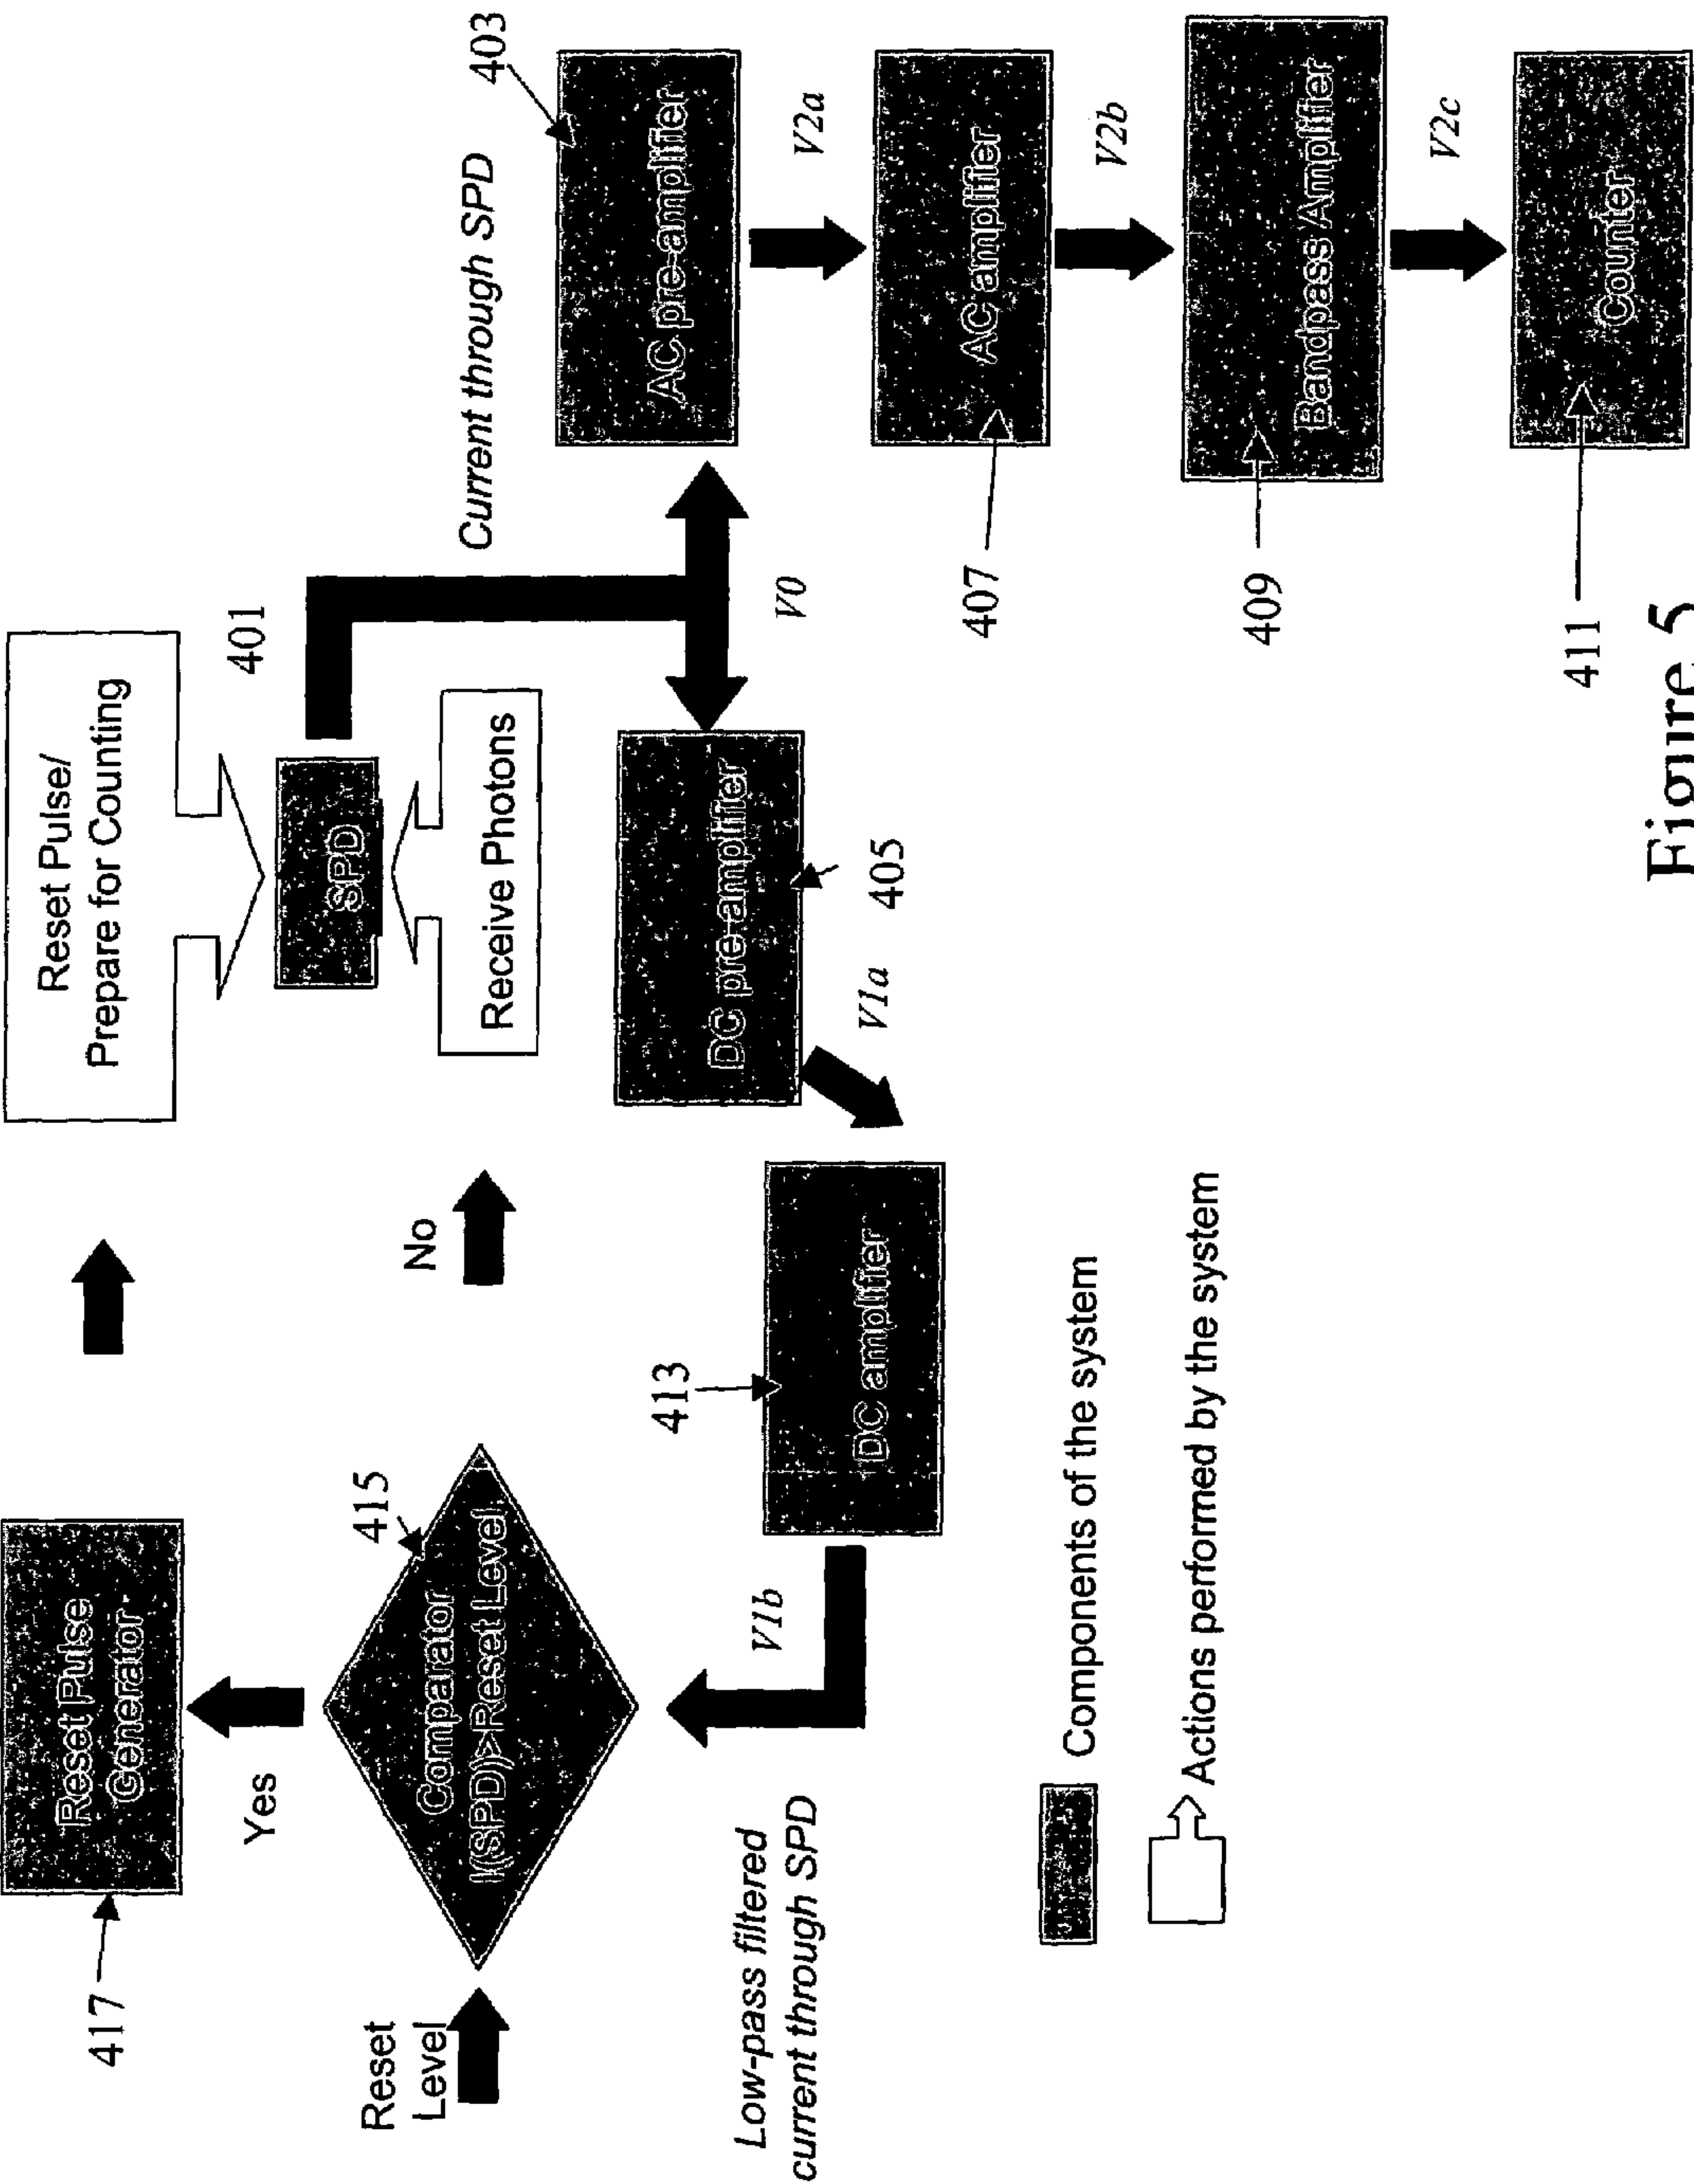 Reset Pulse/
Prepare for Counting
401
SPD
Receive Photons
Current through SPD
403
AC pre-amplifier
V0
V2a
DC pre-amplifier
405
V1a
407
AC amplifier
V2b
409
Bandpass Amplifier
V2c
411
Counter
417
Reset Pulse
Generator
Yes
No
415
Comparator
I(SPD)>Reset Level
Reset
Level
413
DC amplifier
V1b
Low-pass filtered
current through SPD
Components of the system
Actions performed by the system
Figure 5